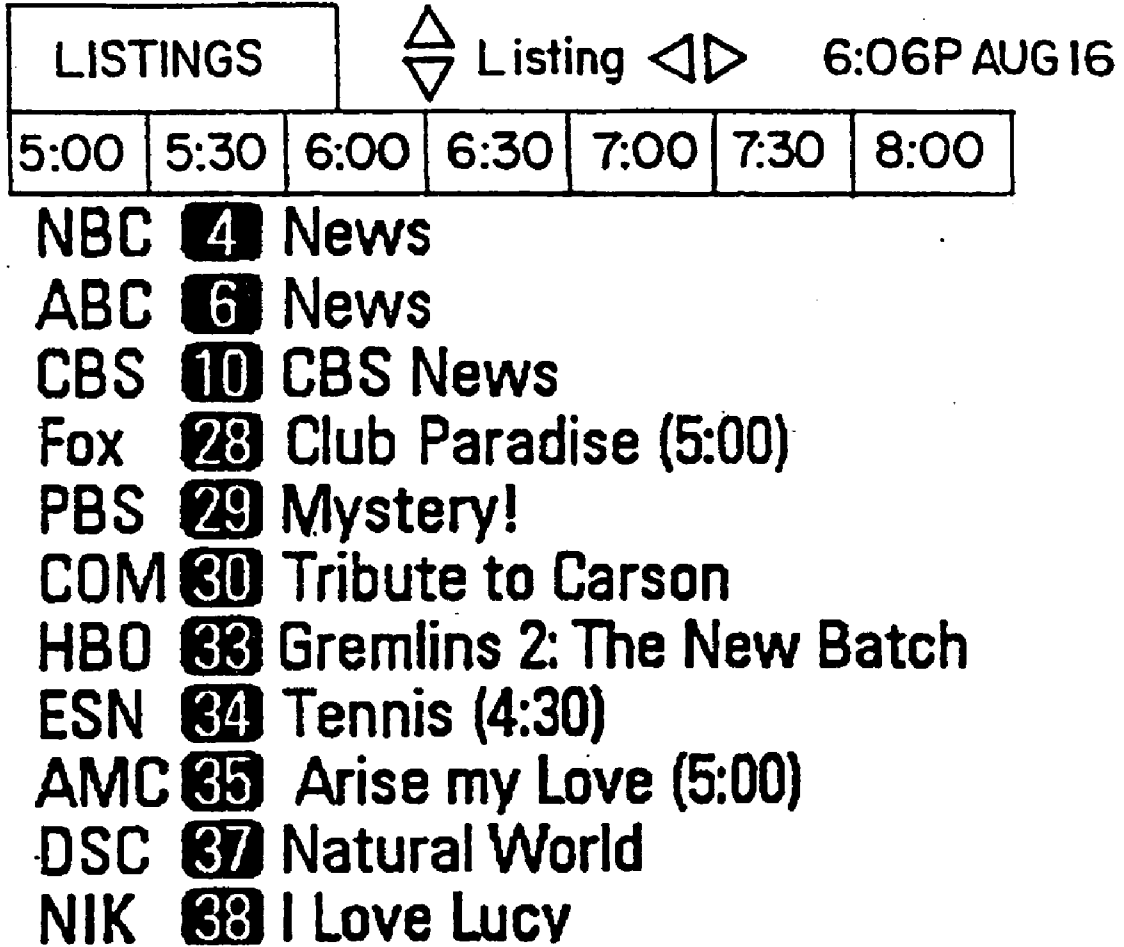 LISTINGS Listing 6:06P AUG 16
5:00 5:30 6:00 6:30 7:00 7:30 8:00
NBC 4 News
ABC 6 News
CBS 10 CBS News
Fox 28 Club Paradise (5:00)
PBS 29 Mystery!
COM 30 Tribute to Carson
HBO 33 Gremlins 2: The New Batch
ESN 34 Tennis (4:30)
AMC 35 Arise my Love (5:00)
DSC 37 Natural World
NIK 38 I Love Lucy